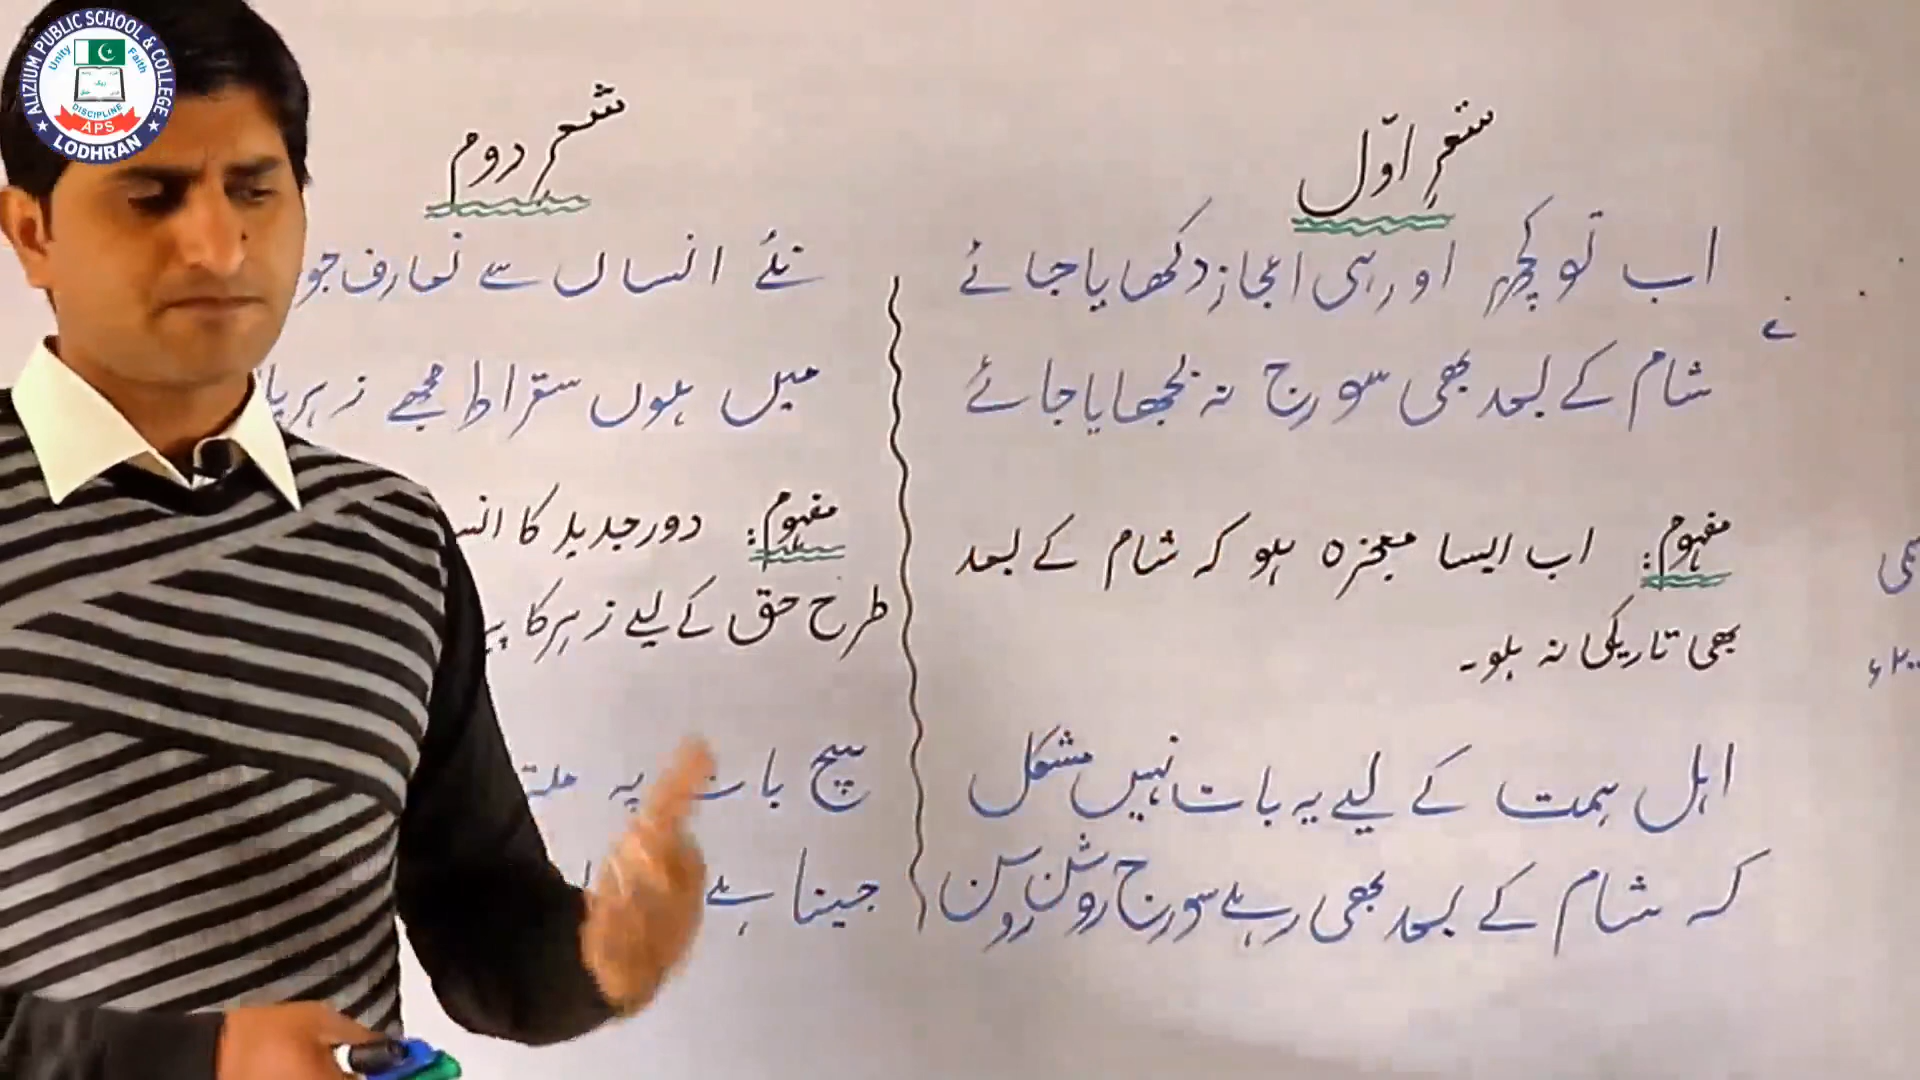 ALIZIUM PUBLIC SCHOOL & COLLEGE
Unity
Faith
DISCIPLINE
APS
LODHRAN
شعر اوّل
اب تو کچھ اور ہی اعجاز دکھایا جائے
شام کے بعد بھی سورج نہ بجھایا جائے
مفہوم: اب ایسا معجزہ ہو کہ شام کے بعد
بھی تاریکی نہ ہو۔
اہل ہمت کے لیے یہ بات نہیں مشکل
کہ شام کے بعد بھی رہے سورج روشن روشن
شعر دوم
نئے انساں سے تعارف جو
میں ہوں سقراط مجھے زہر
مفہوم: دور جدید کا
طرح حق کے لیے زہر کا
سچ بات پہ
جینا ہے
ے